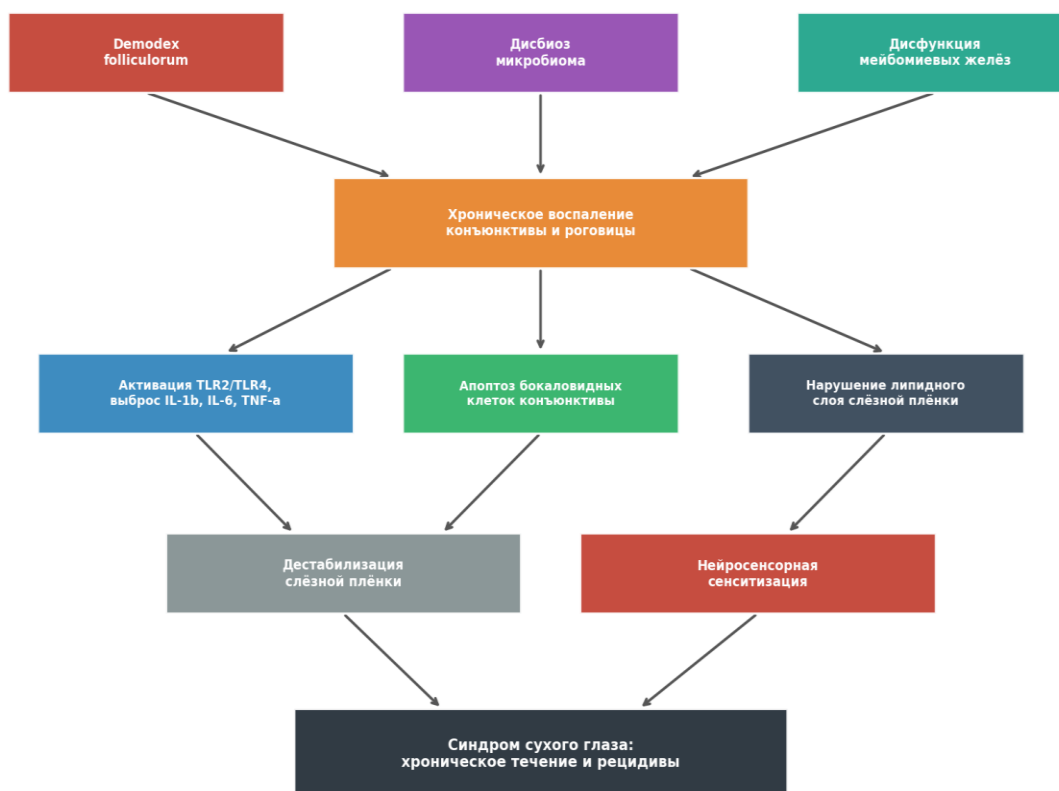 Demodex
folliculorum
Дисбиоз
микробиома
Дисфункция
мейбомиевых желёз
Хроническое воспаление
конъюнктивы и роговицы
Активация TLR2/TLR4,
выброс IL-1b, IL-6, TNF-a
Апоптоз бокаловидных
клеток конъюнктивы
Нарушение липидного
слоя слёзной плёнки
Дестабилизация
слёзной плёнки
Нейросенсорная
сенситизация
Синдром сухого глаза:
хроническое течение и рецидивы